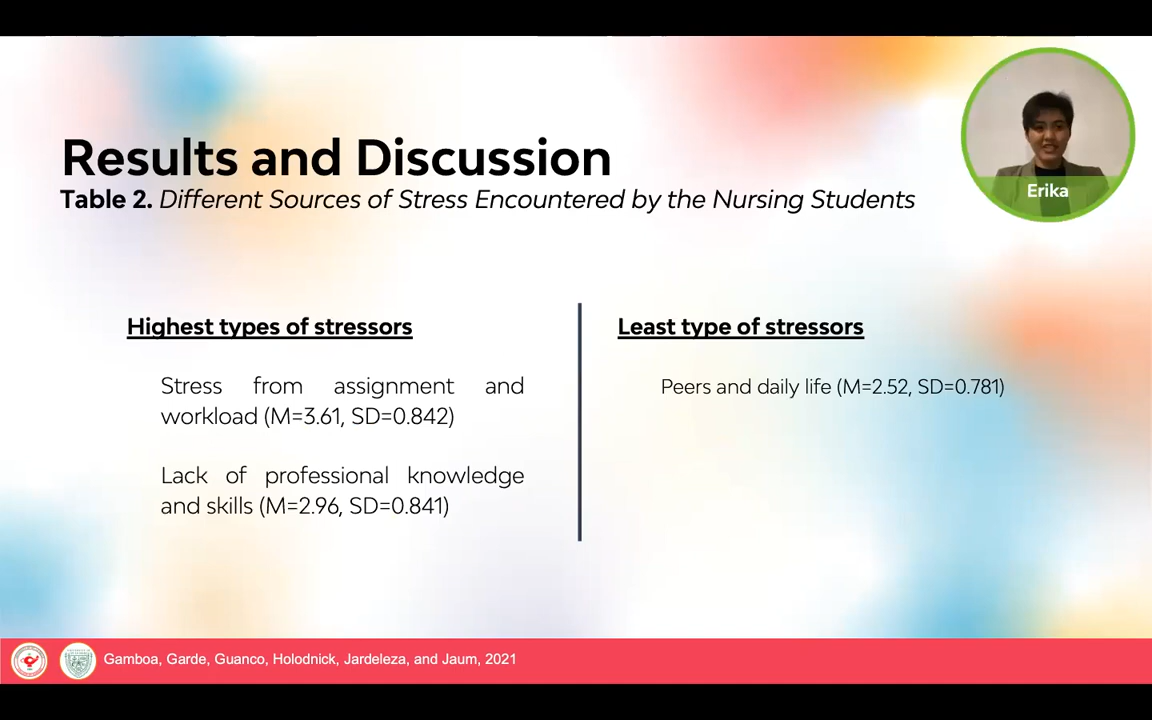 Results and Discussion
Table 2. Different Sources of Stress Encountered by the Nursing Students
Erika
Highest types of stressors
Stress from assignment and
workload (M=3.61, SD=0.842)
Lack of professional knowledge
and skills (M=2.96, SD=0.841)
Least type of stressors
Peers and daily life (M=2.52, SD=0.781)
Gamboa, Garde, Guanco, Holodnick, Jardeleza, and Jaum, 2021